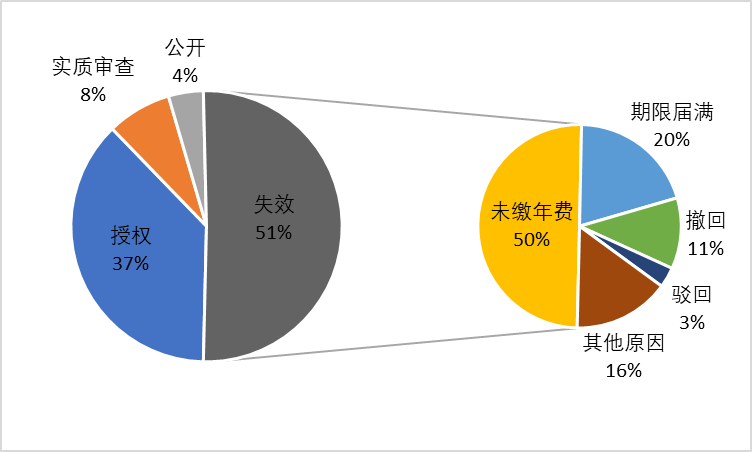 公开
4%
实质审查
8%
授权
37%
失效
51%
期限届满
20%
撤回
11%
驳回
3%
其他原因
16%
未缴年费
50%